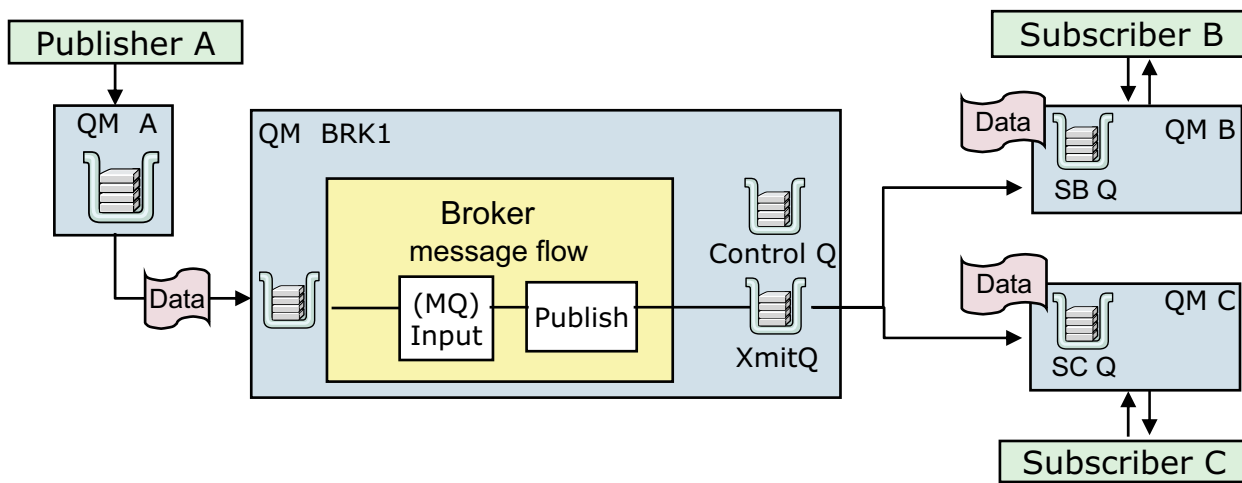 Publisher A
QM A
Data
QM BRK1
Broker
message flow
(MQ)
Input
Publish
Control Q
XmitQ
Subscriber B
Data
QM B
SB Q
Data
QM C
SC Q
Subscriber C